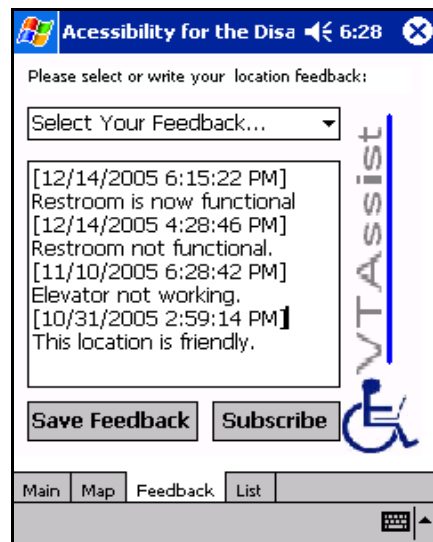 Acessibility for the Disa 6:28
Please select or write your location feedback:
Select Your Feedback...
[12/14/2005 6:15:22 PM]
Restroom is now functional
[12/14/2005 4:28:46 PM]
Restroom not functional.
[11/10/2005 6:28:42 PM]
Elevator not working.
[10/31/2005 2:59:14 PM]
This location is friendly.
VTAssist
Save Feedback Subscribe
Main Map Feedback List